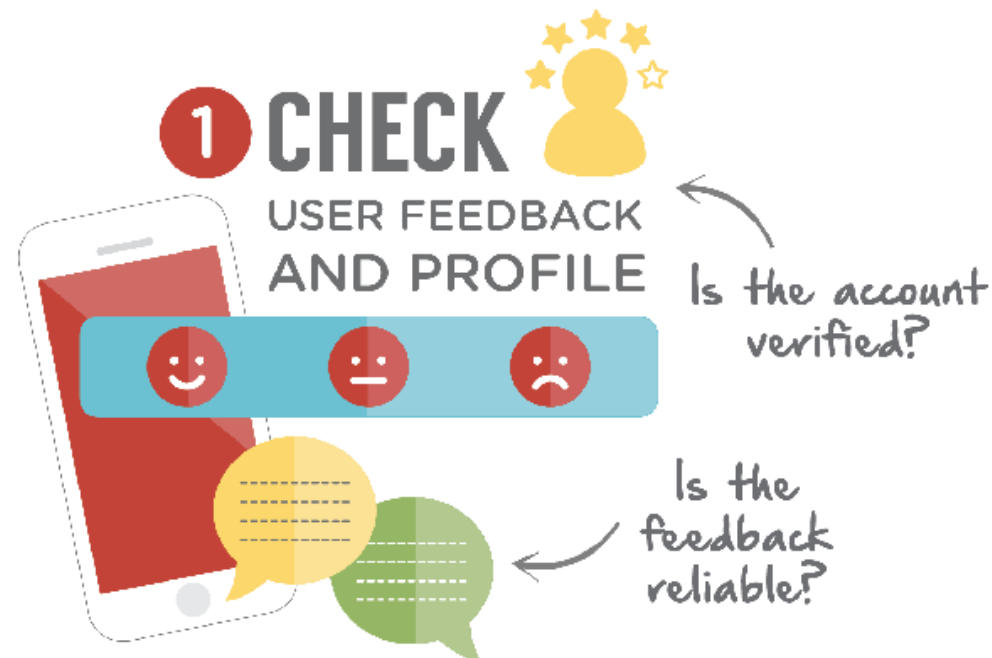 1 CHECK
USER FEEDBACK
AND PROFILE
Is the account
verified?
Is the
feedback
reliable?